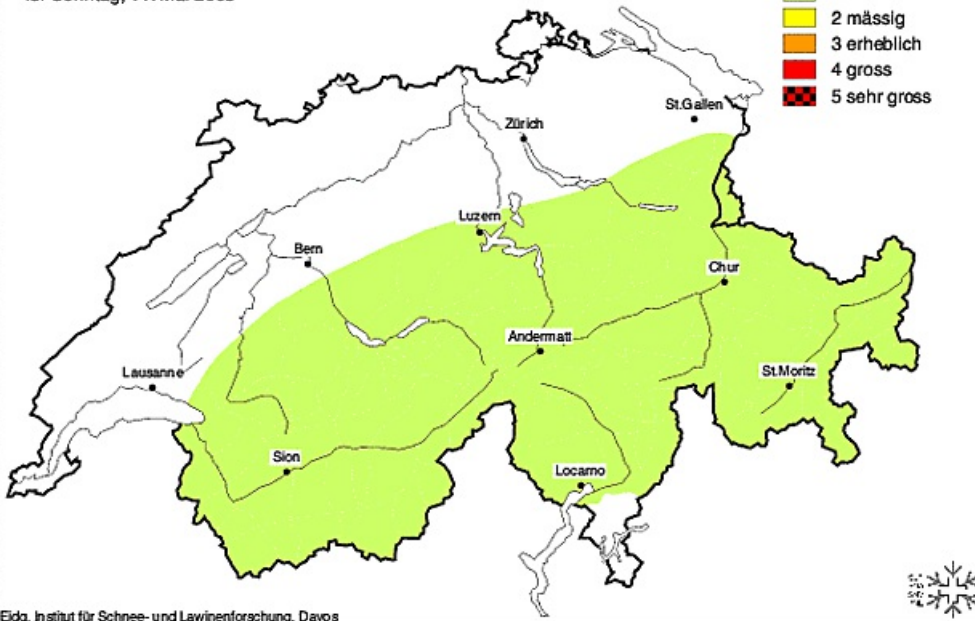 2 mässig
3 erheblich
4 gross
5 sehr gross
St.Gallen
Zürich
Luzern
Bern
Chur
Andermatt
Lausanne
St.Moritz
Sion
Locarno
Eidg. Institut für Schnee- und Lawinenforschung, Davos